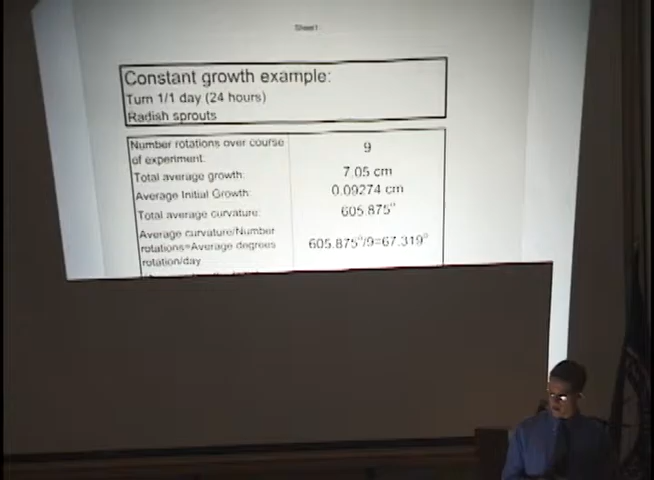 Sheet1
Constant growth example:
Turn 1/1 day (24 hours)
Radish sprouts
Number rotations over course
of experiment:
9
Total average growth:
7.05 cm
Average Initial Growth:
0.09274 cm
Total average curvature:
605.875°
Average curvature/Number
rotations=Average degrees
rotation/day
605.875°/9=67.319°